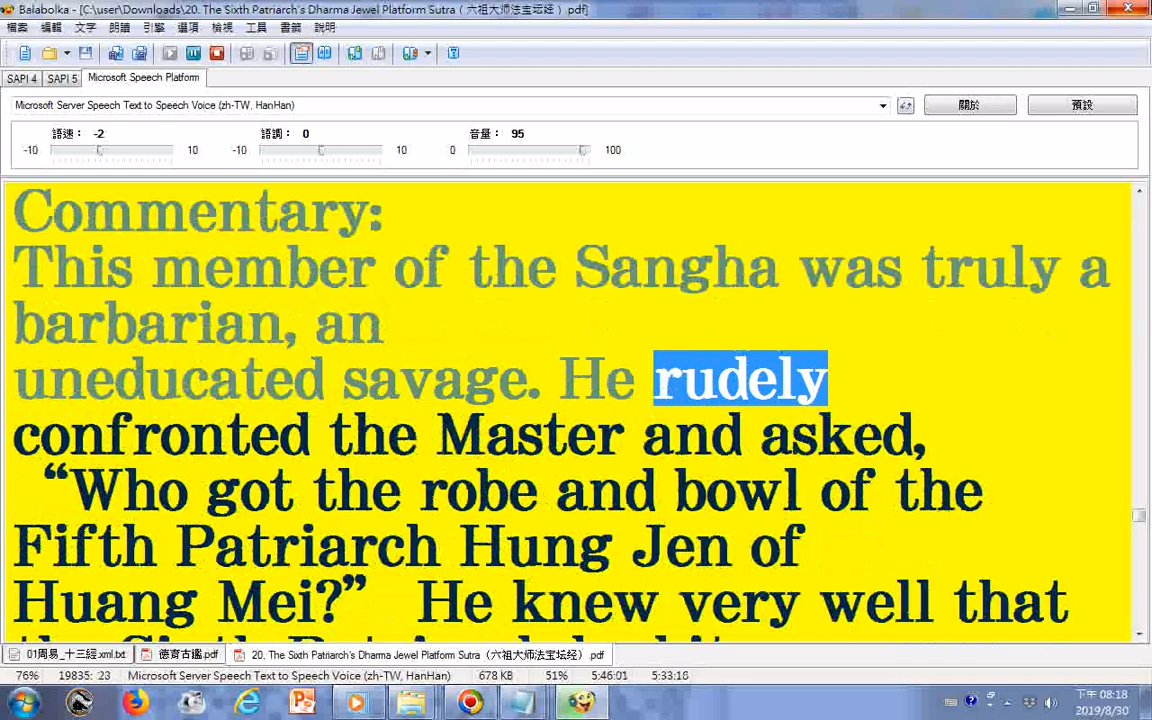 Balabolka - [C:\user\Downloads\20. The Sixth Patriarch's Dharma Jewel Platform Sutra（六祖大师法宝坛经）.pdf]
檔案 編輯 文字 朗讀 引擎 選項 檢視 工具 書籤 說明
SAPI 4 SAPI 5 Microsoft Speech Platform
Microsoft Server Speech Text to Speech Voice (zh-TW, HanHan) 關於 預設
語速： -2 語調： 0 音量： 95
-10 10 -10 10 0 100
Commentary:
This member of the Sangha was truly a
barbarian, an
uneducated savage. He rudely
confronted the Master and asked,
“Who got the robe and bowl of the
Fifth Patriarch Hung Jen of
Huang Mei?” He knew very well that
01周易_十三經.xml.txt 德育古鑑.pdf 20. The Sixth Patriarch's Dharma Jewel Platform Sutra（六祖大师法宝坛经）.pdf
76% 19835: 23 Microsoft Server Speech Text to Speech Voice (zh-TW, HanHan) 678 KB 51% 5:46:01 5:33:18
下午 08:18
2019/8/30